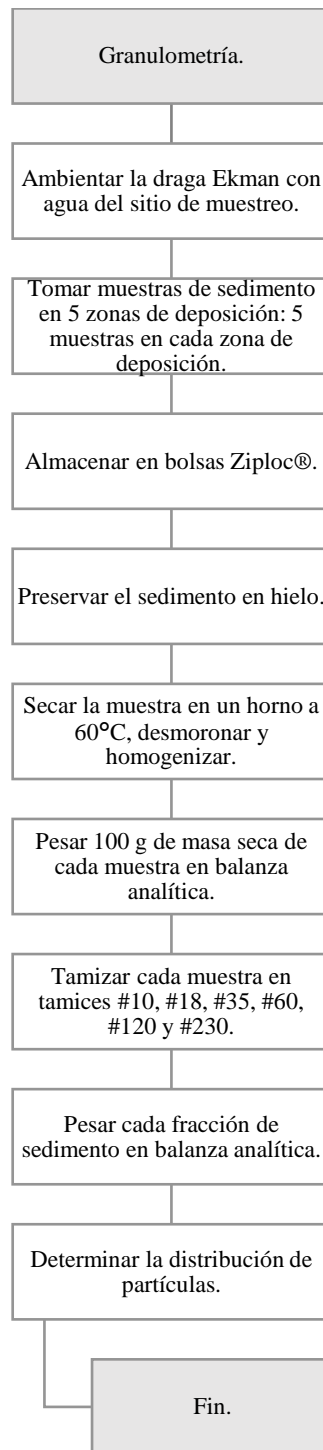 Granulometría.
Ambientar la draga Ekman con
agua del sitio de muestreo.
Tomar muestras de sedimento
en 5 zonas de deposición: 5
muestras en cada zona de
deposición.
Almacenar en bolsas Ziploc®.
Preservar el sedimento en hielo.
Secar la muestra en un horno a
60°C, desmoronar y
homogenizar.
Pesar 100 g de masa seca de
cada muestra en balanza
analítica.
Tamizar cada muestra en
tamices #10, #18, #35, #60,
#120 y #230.
Pesar cada fracción de
sedimento en balanza analítica.
Determinar la distribución de
partículas.
Fin.